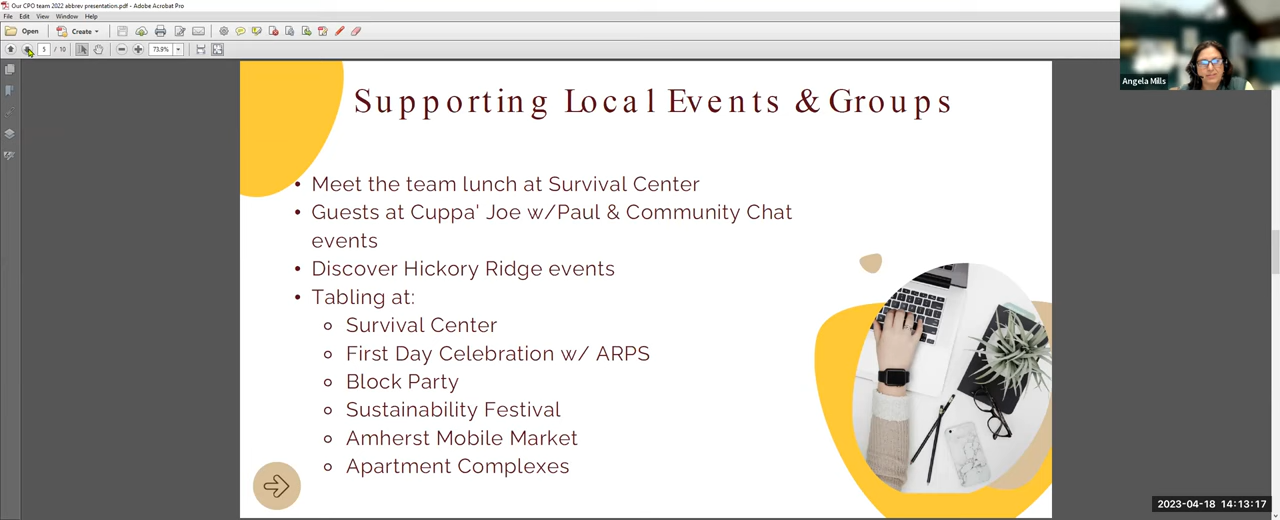 Our CPO team 2022 abbrev presentation.pdf - Adobe Acrobat Pro
File Edit View Window Help
Open Create
5 / 10 73.9%
Angela Mills
Supporting Local Events & Groups
• Meet the team lunch at Survival Center
• Guests at Cuppa' Joe w/Paul & Community Chat
events
• Discover Hickory Ridge events
• Tabling at:
○ Survival Center
○ First Day Celebration w/ ARPS
○ Block Party
○ Sustainability Festival
○ Amherst Mobile Market
○ Apartment Complexes
2023-04-18 14:13:17